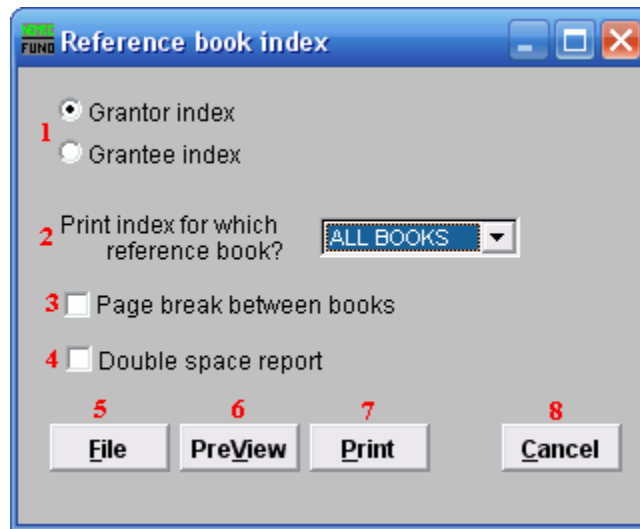 FUND Reference book index
1
Grantor index
Grantee index
2 Print index for which
reference book?
ALL BOOKS
3 Page break between books
4 Double space report
5 6 7 8
File PreView Print Cancel